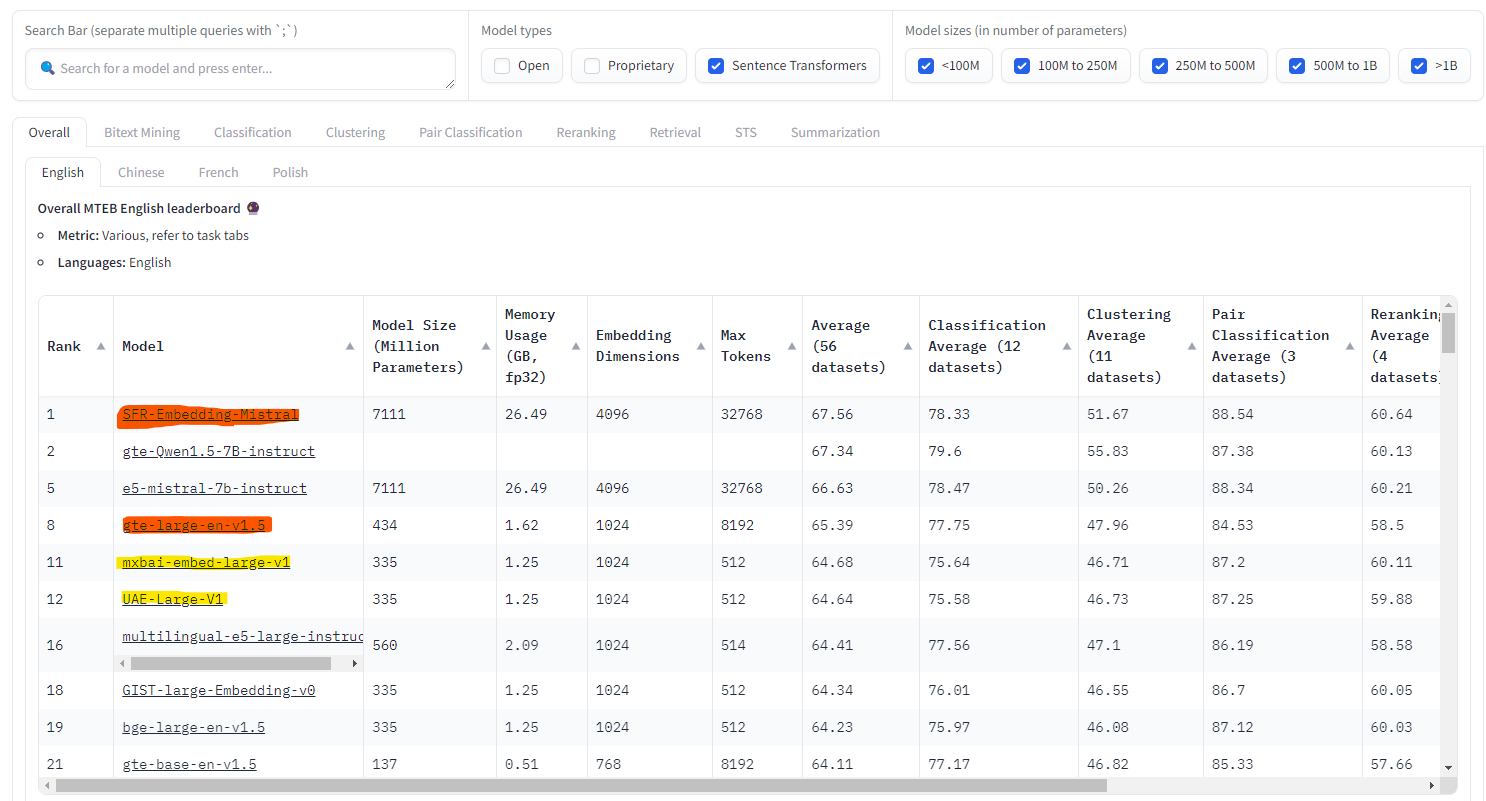 Search Bar (separate multiple queries with `;`)
Search for a model and press enter...
Model types
Open
Proprietary
Sentence Transformers
Model sizes (in number of parameters)
<100M
100M to 250M
250M to 500M
500M to 1B
>1B
Overall Bitext Mining Classification Clustering Pair Classification Reranking Retrieval STS Summarization
English Chinese French Polish
Overall MTEB English leaderboard
Metric: Various, refer to task tabs
Languages: English
Rank
Model
Model Size
(Million
Parameters)
Memory
Usage
(GB,
fp32)
Embedding
Dimensions
Max
Tokens
Average
(56
datasets)
Classification
Average (12
datasets)
Clustering
Average
(11
datasets)
Pair
Classification
Average (3
datasets)
Reranking
Average
(4
datasets)
1 SFR-Embedding-Mistral 7111 26.49 4096 32768 67.56 78.33 51.67 88.54 60.64
2 gte-Qwen1.5-7B-instruct 67.34 79.6 55.83 87.38 60.13
5 e5-mistral-7b-instruct 7111 26.49 4096 32768 66.63 78.47 50.26 88.34 60.21
8 gte-large-en-v1.5 434 1.62 1024 8192 65.39 77.75 47.96 84.53 58.5
11 mxbai-embed-large-v1 335 1.25 1024 512 64.68 75.64 46.71 87.2 60.11
12 UAE-Large-V1 335 1.25 1024 512 64.64 75.58 46.73 87.25 59.88
16 multilingual-e5-large-instruc 560 2.09 1024 514 64.41 77.56 47.1 86.19 58.58
18 GIST-large-Embedding-v0 335 1.25 1024 512 64.34 76.01 46.55 86.7 60.05
19 bge-large-en-v1.5 335 1.25 1024 512 64.23 75.97 46.08 87.12 60.03
21 gte-base-en-v1.5 137 0.51 768 8192 64.11 77.17 46.82 85.33 57.66